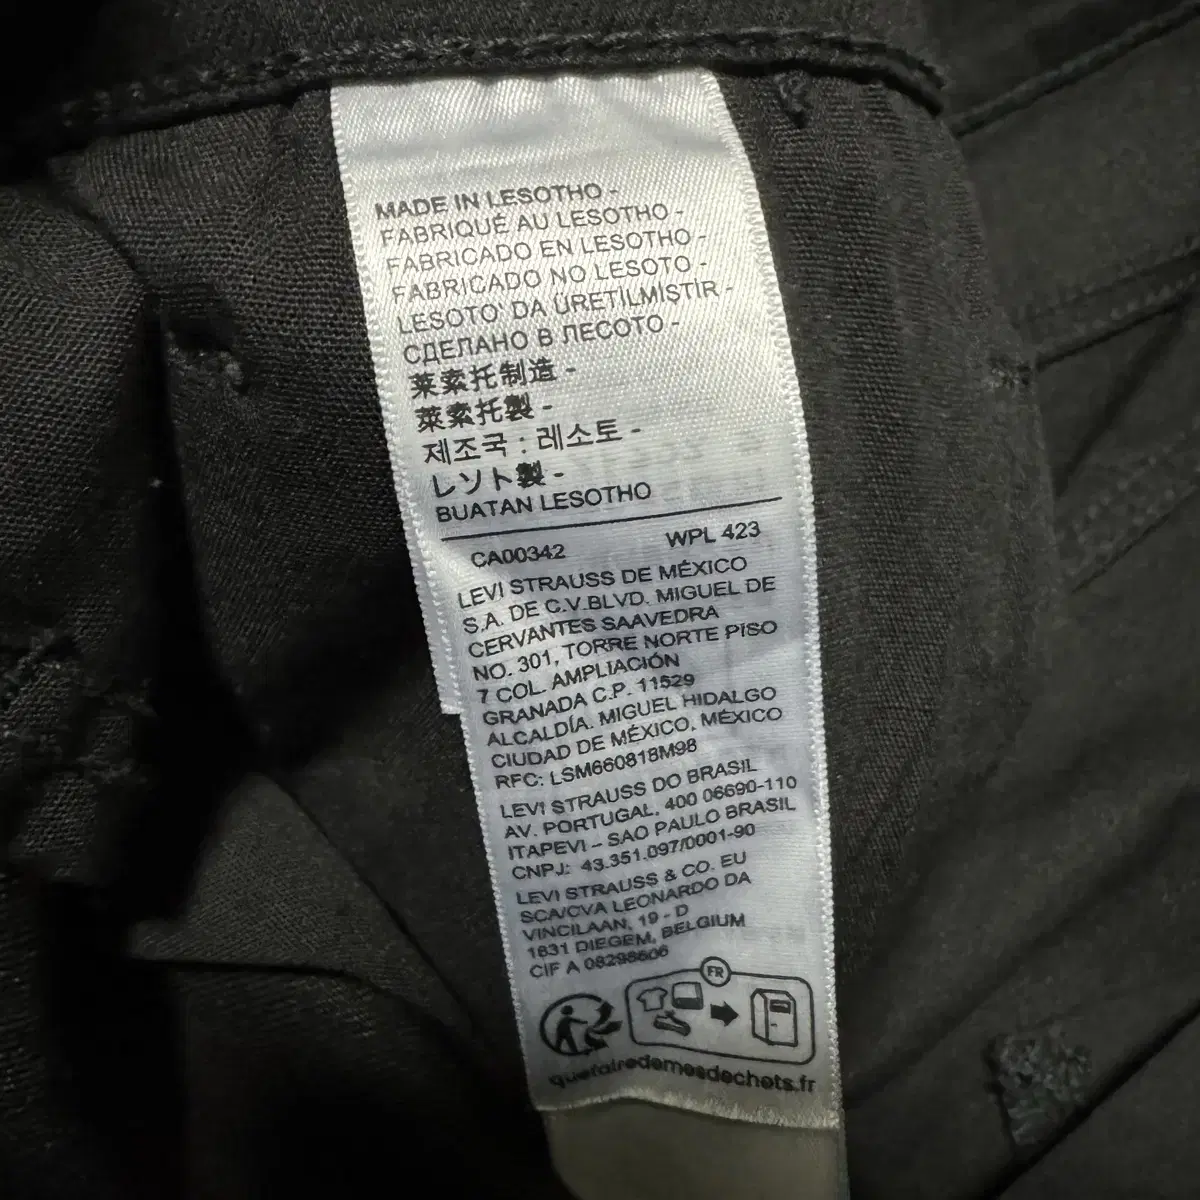 MADE IN LESOTHO -
FABRIQUÉ AU LESOTHO -
FABRICADO EN LESOTHO -
FABRICADO NO LESOTO -
LESOTO' DA ÜRETİLMİŞTİR -
СДЕЛАНО В ЛЕСОТО -
莱索托制造 -
萊索托製 -
제조국 : 레소토 -
レソト製 -
BUATAN LESOTHO
CA00342 WPL 423
LEVI STRAUSS DE MÉXICO
S.A. DE C.V.BLVD. MIGUEL DE
CERVANTES SAAVEDRA
NO. 301, TORRE NORTE PISO
7 COL. AMPLIACIÓN
GRANADA C.P. 11529
ALCALDÍA. MIGUEL HIDALGO
CIUDAD DE MÉXICO, MÉXICO
RFC: LSM660818M98
LEVI STRAUSS DO BRASIL
AV. PORTUGAL, 400 06690-110
ITAPEVI – SAO PAULO BRASIL
CNPJ: 43.351.097/0001-90
LEVI STRAUSS & CO. EU
SCA/CVA LEONARDO DA
VINCILAAN, 19 - D
1831 DIEGEM, BELGIUM
CIF A 08298606
FR
quefairedemesdechets.fr